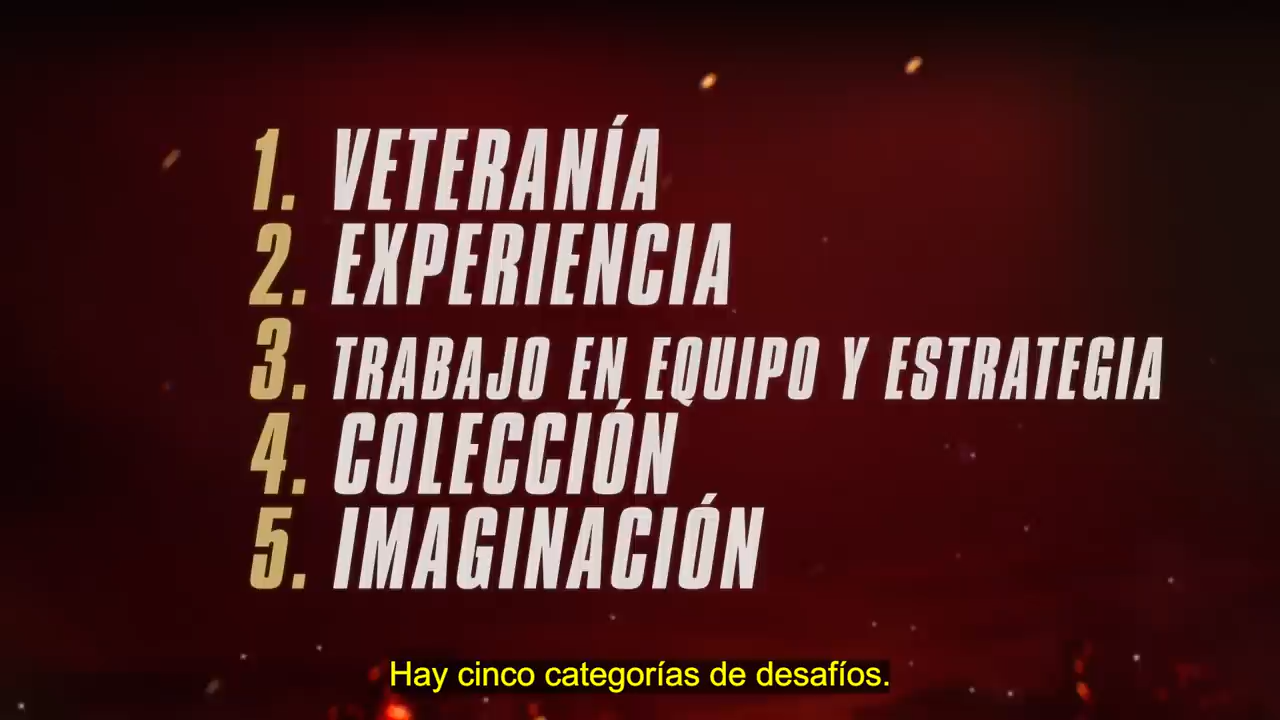 1. VETERANÍA
2. EXPERIENCIA
3. TRABAJO EN EQUIPO Y ESTRATEGIA
4. COLECCIÓN
5. IMAGINACIÓN
Hay cinco categorías de desafíos.